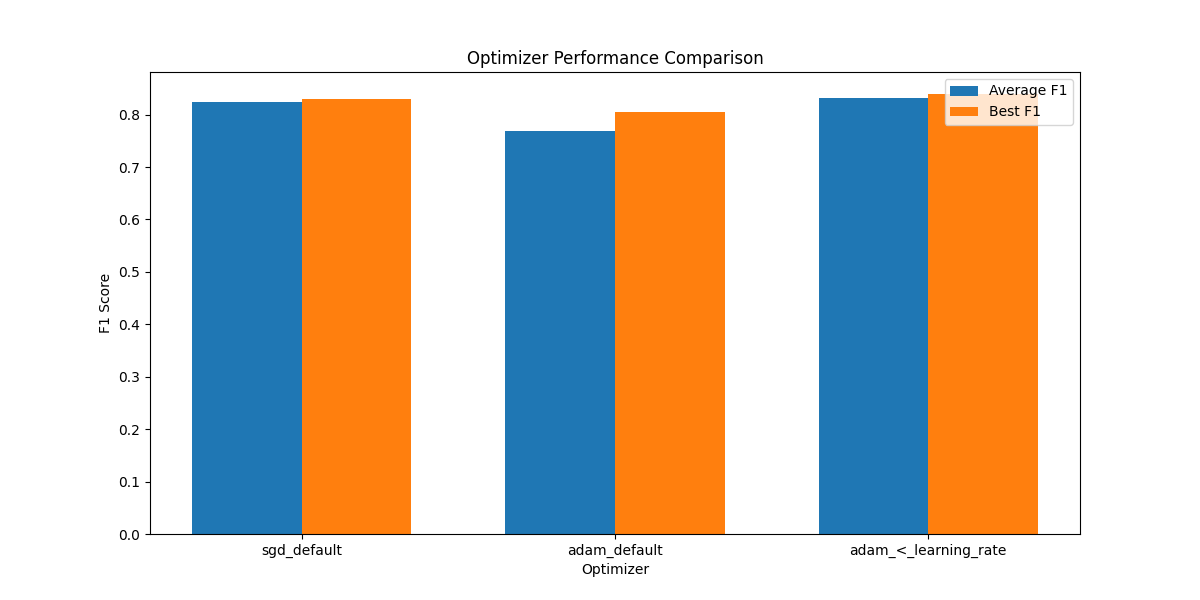 Optimizer Performance Comparison
Average F1
Best F1
0.8
0.7
0.6
0.5
0.4
0.3
0.2
0.1
0.0
F1 Score
sgd_default
adam_default
adam_<_learning_rate
Optimizer